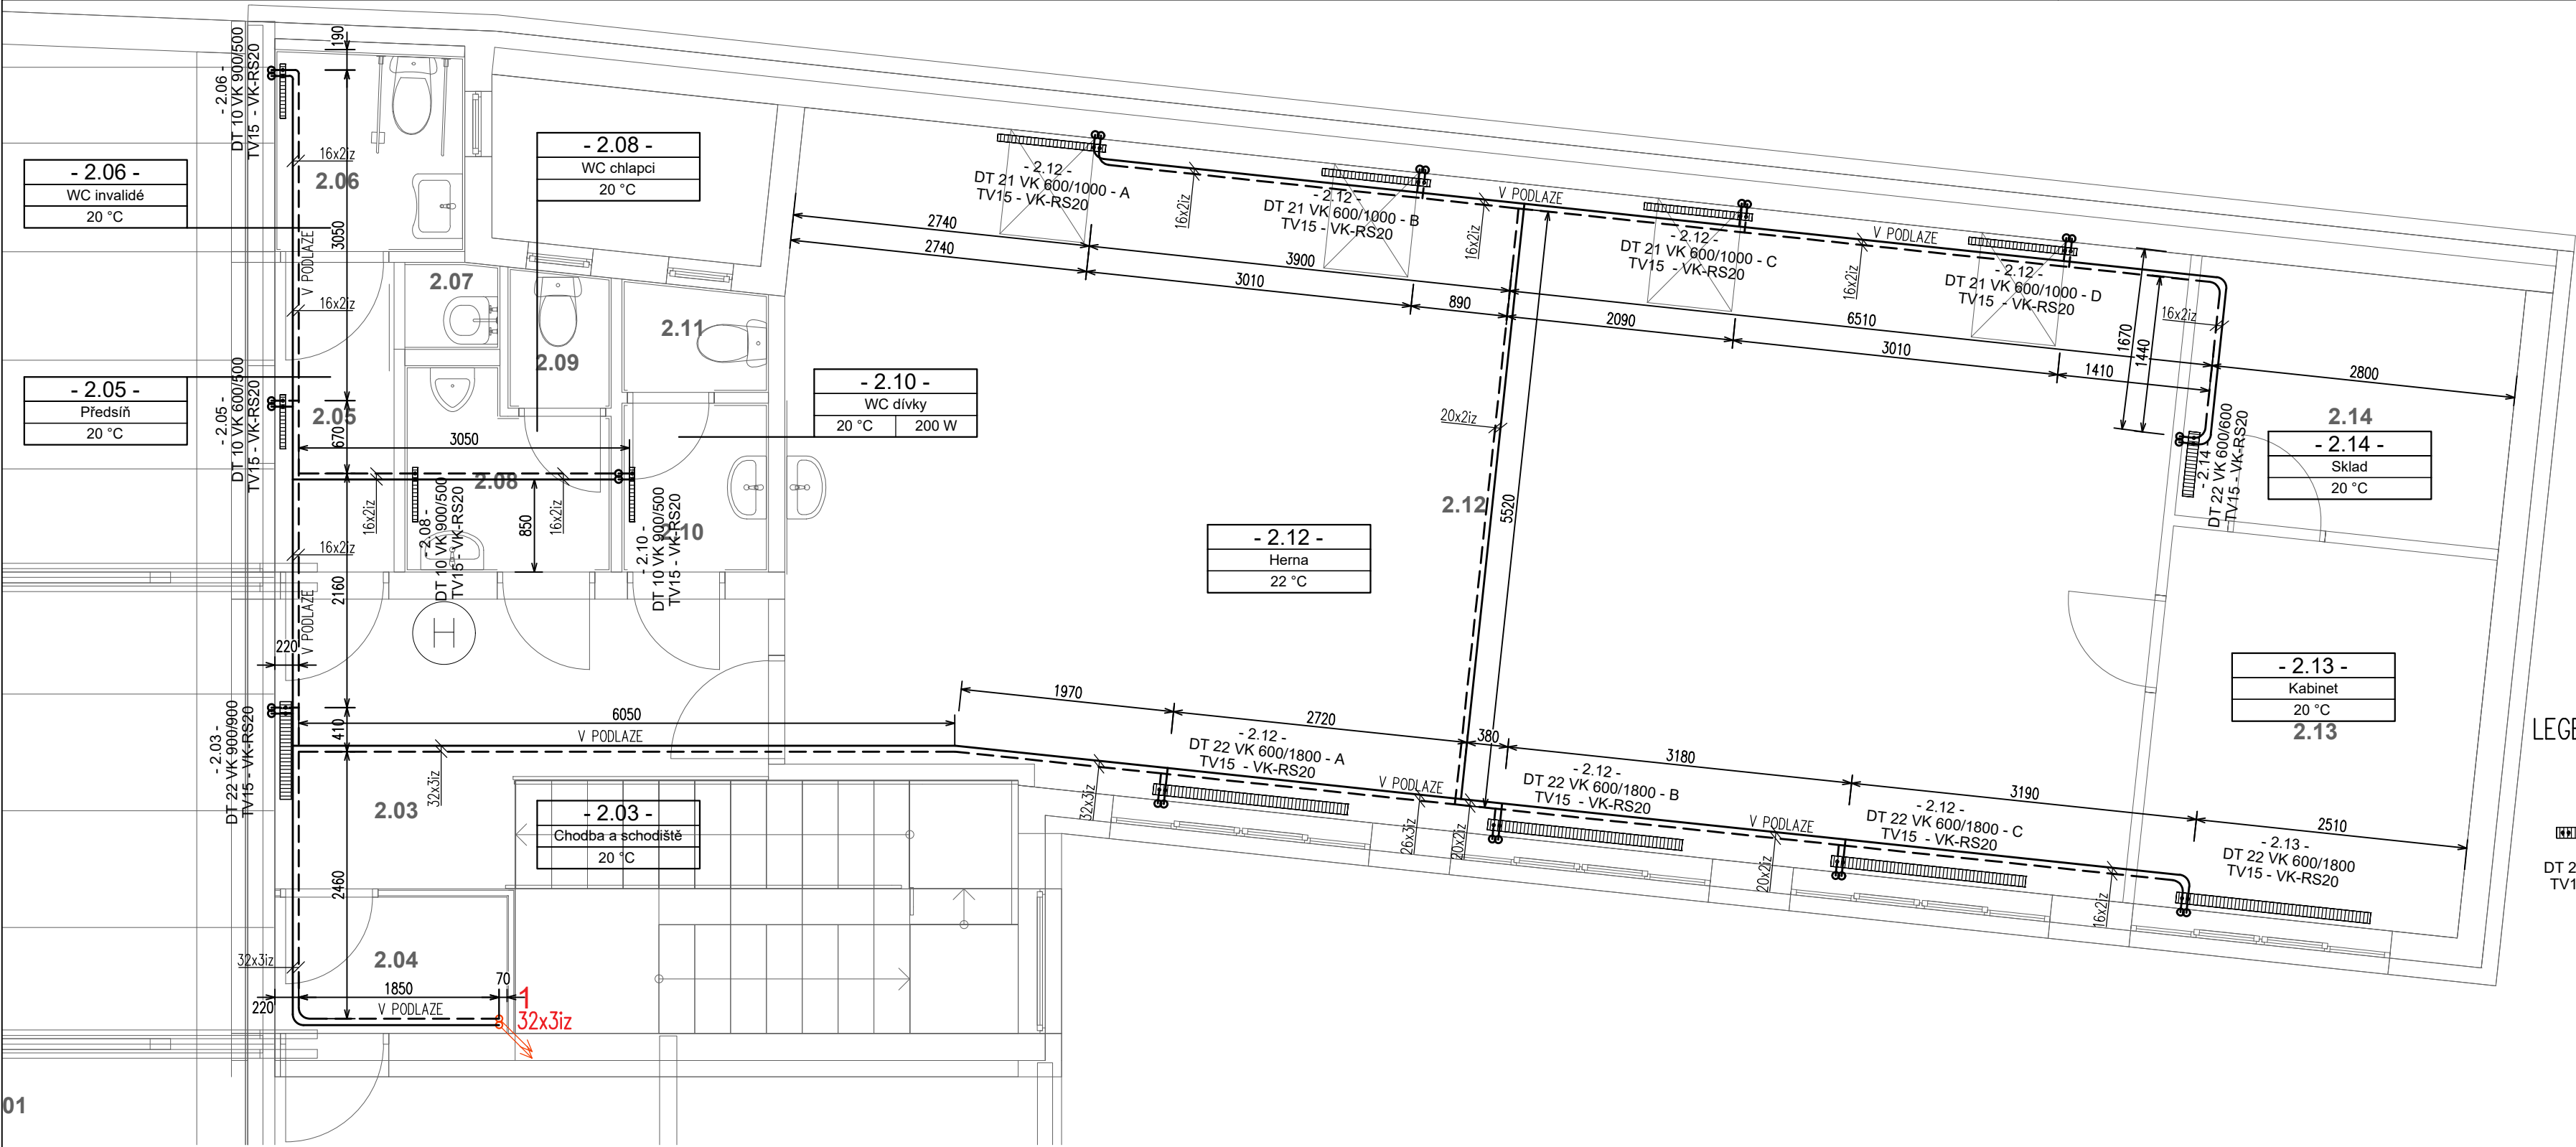 190
- 2.06 -
DT 10 VK 900/500
TV15 - VK-RS20
16x2iz
2.06
- 2.06 -
WC invalidé
20 °C
- 2.08 -
WC chlapci
20 °C
3050
V PODLAZE
16x2iz
2.07
2.09
2.11
- 2.05 -
Předsíň
20 °C
- 2.05 -
DT 10 VK 600/500
TV15 - VK-RS20
2.05
670
3050
- 2.10 -
WC dívky
20 °C
200 W
16x2iz
2.08
- 2.08 -
DT 10 VK 900/500
TV15 - VK-RS20
850
16x2iz
- 2.10 -
DT 10 VK 900/500
TV15 - VK-RS20
2.10
16x2iz
2160
V PODLAZE
220
H
410
- 2.03 -
DT 22 VK 900/900
TV15 - VK-RS20
6050
V PODLAZE
32x3iz
2.03
- 2.03 -
Chodba a schodiště
20 °C
2460
32x3iz
2.04
220
1850
70
V PODLAZE
1
32x3iz
01
- 2.12 -
DT 21 VK 600/1000 - A
TV15 - VK-RS20
16x2iz
- 2.12 -
DT 21 VK 600/1000 - B
TV15 - VK-RS20
16x2iz
V PODLAZE
- 2.12 -
DT 21 VK 600/1000 - C
TV15 - VK-RS20
16x2iz
V PODLAZE
- 2.12 -
DT 21 VK 600/1000 - D
TV15 - VK-RS20
16x2iz
2740
2740
3900
3010
890
2090
6510
3010
1410
1670
1440
2800
20x2iz
5520
2.12
- 2.12 -
Herna
22 °C
- 2.14 -
DT 22 VK 600/600
TV15 - VK-RS20
2.14
- 2.14 -
Sklad
20 °C
- 2.13 -
Kabinet
20 °C
2.13
LEGE
1970
2720
380
3180
3190
2510
- 2.12 -
DT 22 VK 600/1800 - A
TV15 - VK-RS20
32x3iz
V PODLAZE
26x3iz
20x2iz
- 2.12 -
DT 22 VK 600/1800 - B
TV15 - VK-RS20
V PODLAZE
20x2iz
- 2.12 -
DT 22 VK 600/1800 - C
TV15 - VK-RS20
16x2iz
- 2.13 -
DT 22 VK 600/1800
TV15 - VK-RS20
DT 2
TV1